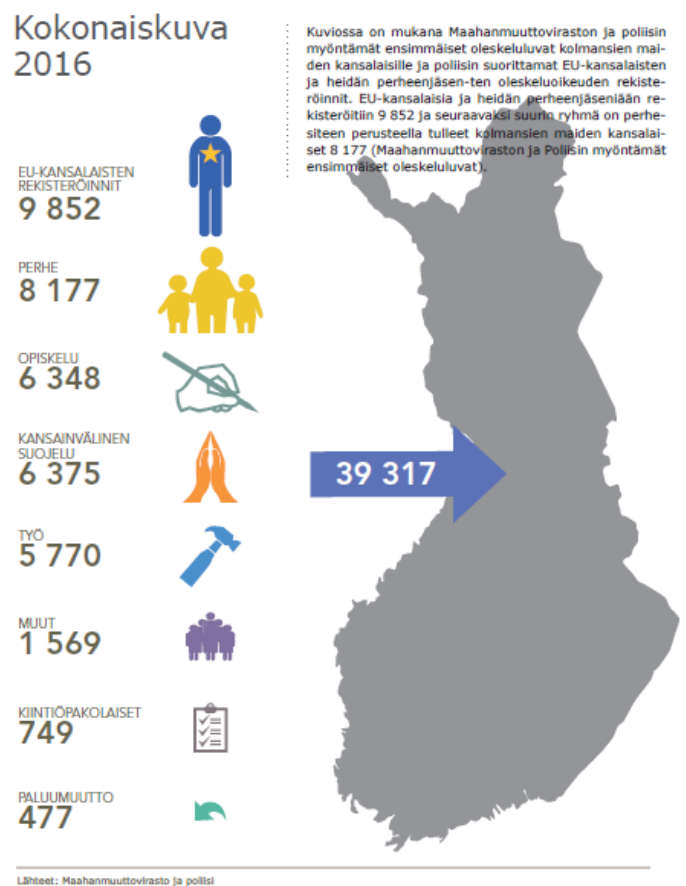 Kokonaiskuva
2016
Kuviossa on mukana Maahanmuuttoviraston ja poliisin
myöntämät ensimmäiset oleskeluluvat kolmansien mai-
den kansalaisille ja poliisin suorittamat EU-kansalaisten
ja heidän perheenjäsen-ten oleskeluoikeuden rekiste-
röinnit. EU-kansalaisia ja heidän perheenjäseniään re-
kisteröitiin 9 852 ja seuraavaksi suurin ryhmä on perhe-
siteen perusteella tulleet kolmansien maiden kansalai-
set 8 177 (Maahanmuuttoviraston ja Poliisin myöntämät
ensimmäiset oleskeluluvat).
EU-KANSALAISTEN
REKISTERÖINNIT
9 852
PERHE
8 177
OPISKELU
6 348
KANSAINVÄLINEN
SUOJELU
6 375
39 317
TYÖ
5 770
MUUT
1 569
KIINTIÖPAKOLAISET
749
PALUUMUUTTO
477
Lähteet: Maahanmuuttovirasto ja poliisi